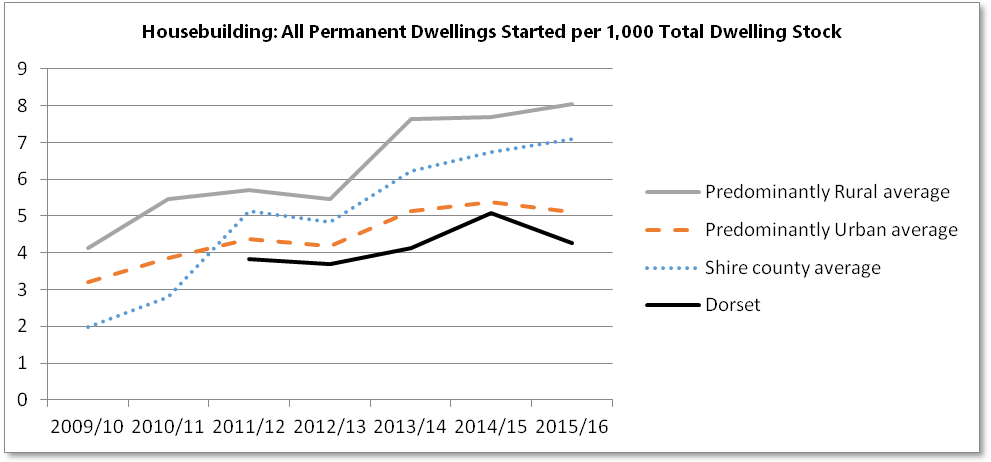 Housebuilding: All Permanent Dwellings Started per 1,000 Total Dwelling Stock
9
8
7
6
5
4
3
2
1
0
2009/10 2010/11 2011/12 2012/13 2013/14 2014/15 2015/16
Predominantly Rural average
Predominantly Urban average
Shire county average
Dorset